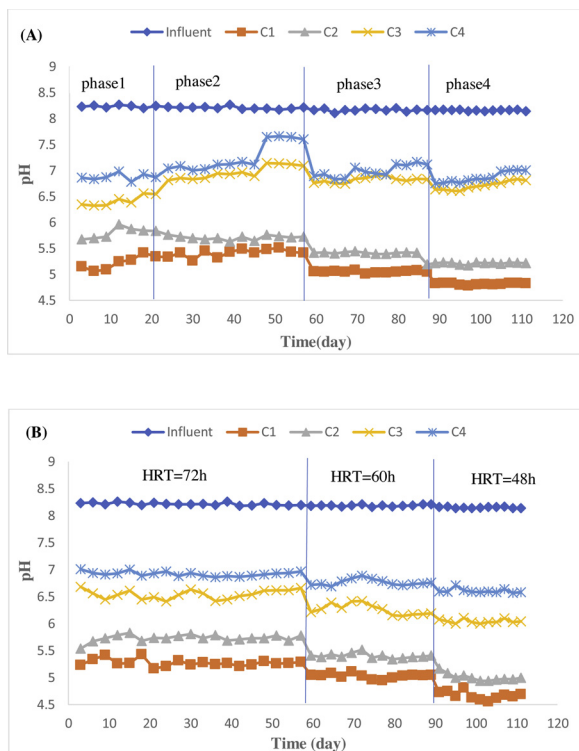 (A)
Influent C1 C2 C3 C4
9
8.5
8
7.5
7
6.5
6
5.5
5
4.5
pH
phase1 phase2 phase3 phase4
0 10 20 30 40 50 60 70 80 90 100 110 120
Time(day)
(B)
Influent C1 C2 C3 C4
9
8.5
8
7.5
7
6.5
6
5.5
5
4.5
pH
HRT=72h HRT=60h HRT=48h
0 10 20 30 40 50 60 70 80 90 100 110 120
Time (day)